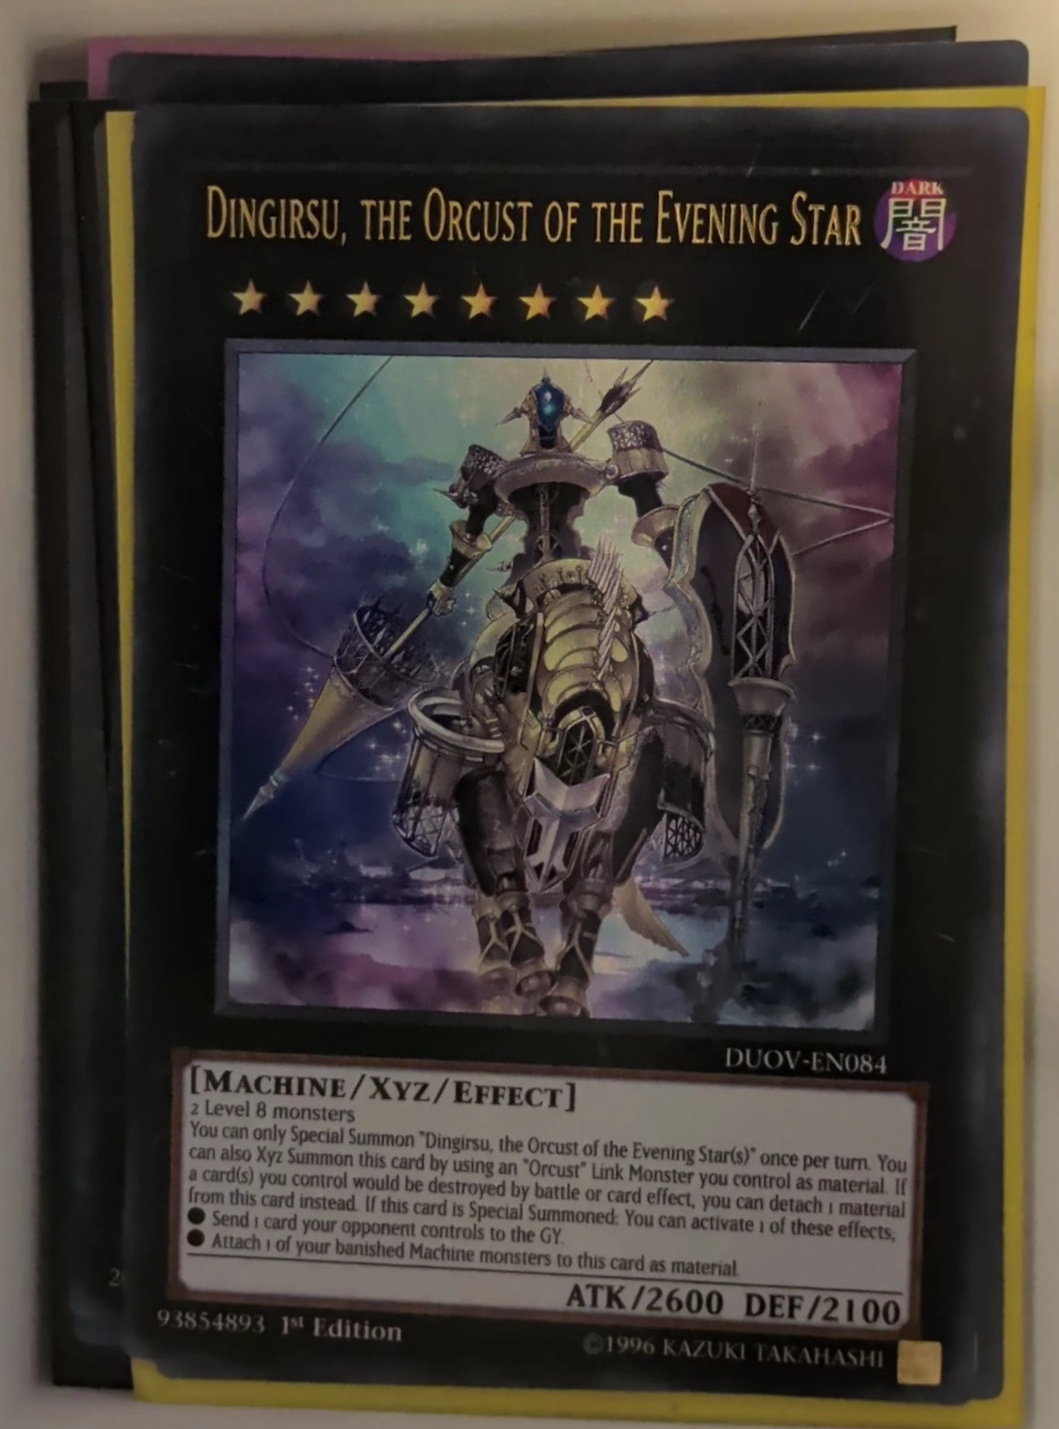 DINGIRSU, THE ORCUST OF THE EVENING STAR
DARK
闇
DUOV-EN084
[MACHINE/XYZ/EFFECT]
2 Level 8 monsters
You can only Special Summon "Dingirsu, the Orcust of the Evening Star(s)" once per turn. You
can also Xyz Summon this card by using an "Orcust" Link Monster you control as material. If
a card(s) you control would be destroyed by battle or card effect, you can detach 1 material
from this card instead. If this card is Special Summoned: You can activate 1 of these effects;
● Send 1 card your opponent controls to the GY.
● Attach 1 of your banished Machine monsters to this card as material.
ATK/2600 DEF/2100
93854893 1st Edition
©1996 KAZUKI TAKAHASHI